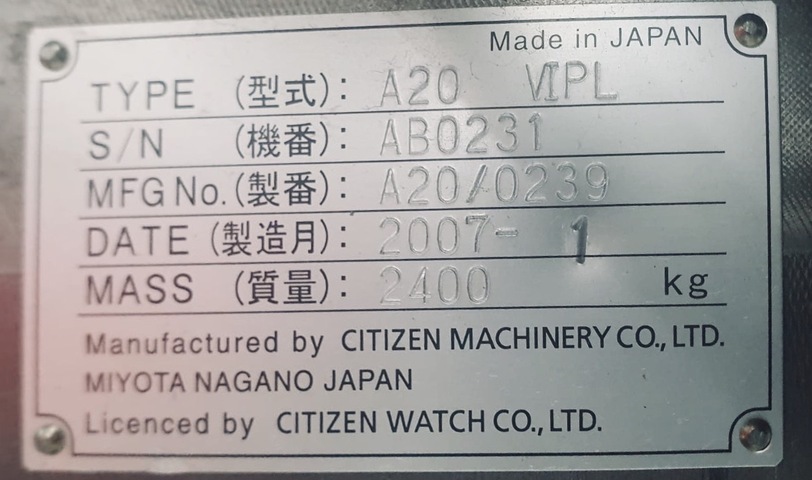 Made in JAPAN
TYPE (型式): A20 VIPL
S/N (機番): AB0231
MFG No.(製番): A20/0239
DATE (製造月): 2007- 1
MASS (質量): 2400 kg
Manufactured by CITIZEN MACHINERY CO., LTD.
MIYOTA NAGANO JAPAN
Licenced by CITIZEN WATCH CO., LTD.